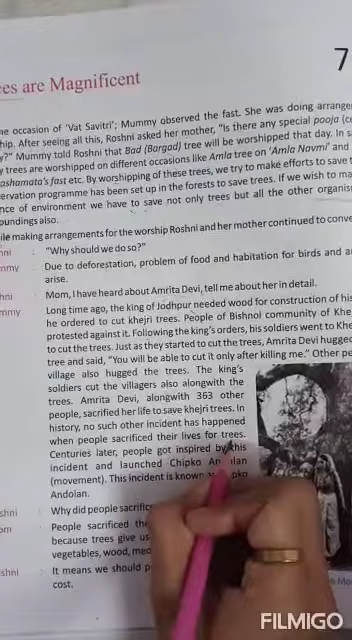 7
ees are Magnificent
ne occasion of 'Vat Savitri'; Mummy observed the fast. She was doing arrange
hip. After seeing all this, Roshni asked her mother, "Is there any special pooja (ce
y?" Mummy told Roshni that Bad (Bargad) tree will be worshipped that day. In s
y trees are worshipped on different occasions like Amla tree on 'Amla Navmi' and
ashamata's fast etc. By worshipping of these trees, we try to make efforts to save t
ervation programme has been set up in the forests to save trees. If we wish to ma
nce of environment we have to save not only trees but all the other organis
oundings also.
ile making arrangements for the worship Roshni and her mother continued to conve
hni : "Why should we do so?"
mmy : Due to deforestation, problem of food and habitation for birds and a
arise.
hni : Mom, I have heard about Amrita Devi, tell me about her in detail.
mmy : Long time ago, the king of Jodhpur needed wood for construction of his
he ordered to cut khejri trees. People of Bishnoi community of Khe
protested against it. Following the king's orders, his soldiers went to Khe
to cut the trees. Just as they started to cut the trees, Amrita Devi hugged
tree and said, "You will be able to cut it only after killing me." Other pe
village also hugged the trees. The king's
soldiers cut the villagers also alongwith the
trees. Amrita Devi, alongwith 363 other
people, sacrificed her life to save khejri trees. In
history, no such other incident has happened
when people sacrificed their lives for trees.
Centuries later, people got inspired by this
incident and launched Chipko An lan
(movement). This incident is known pko
Andolan.
shni : Why did people sacrific
om : People sacrificed the
because trees give us
vegetables, wood, med
shni : It means we should p
cost.
FILMIGO